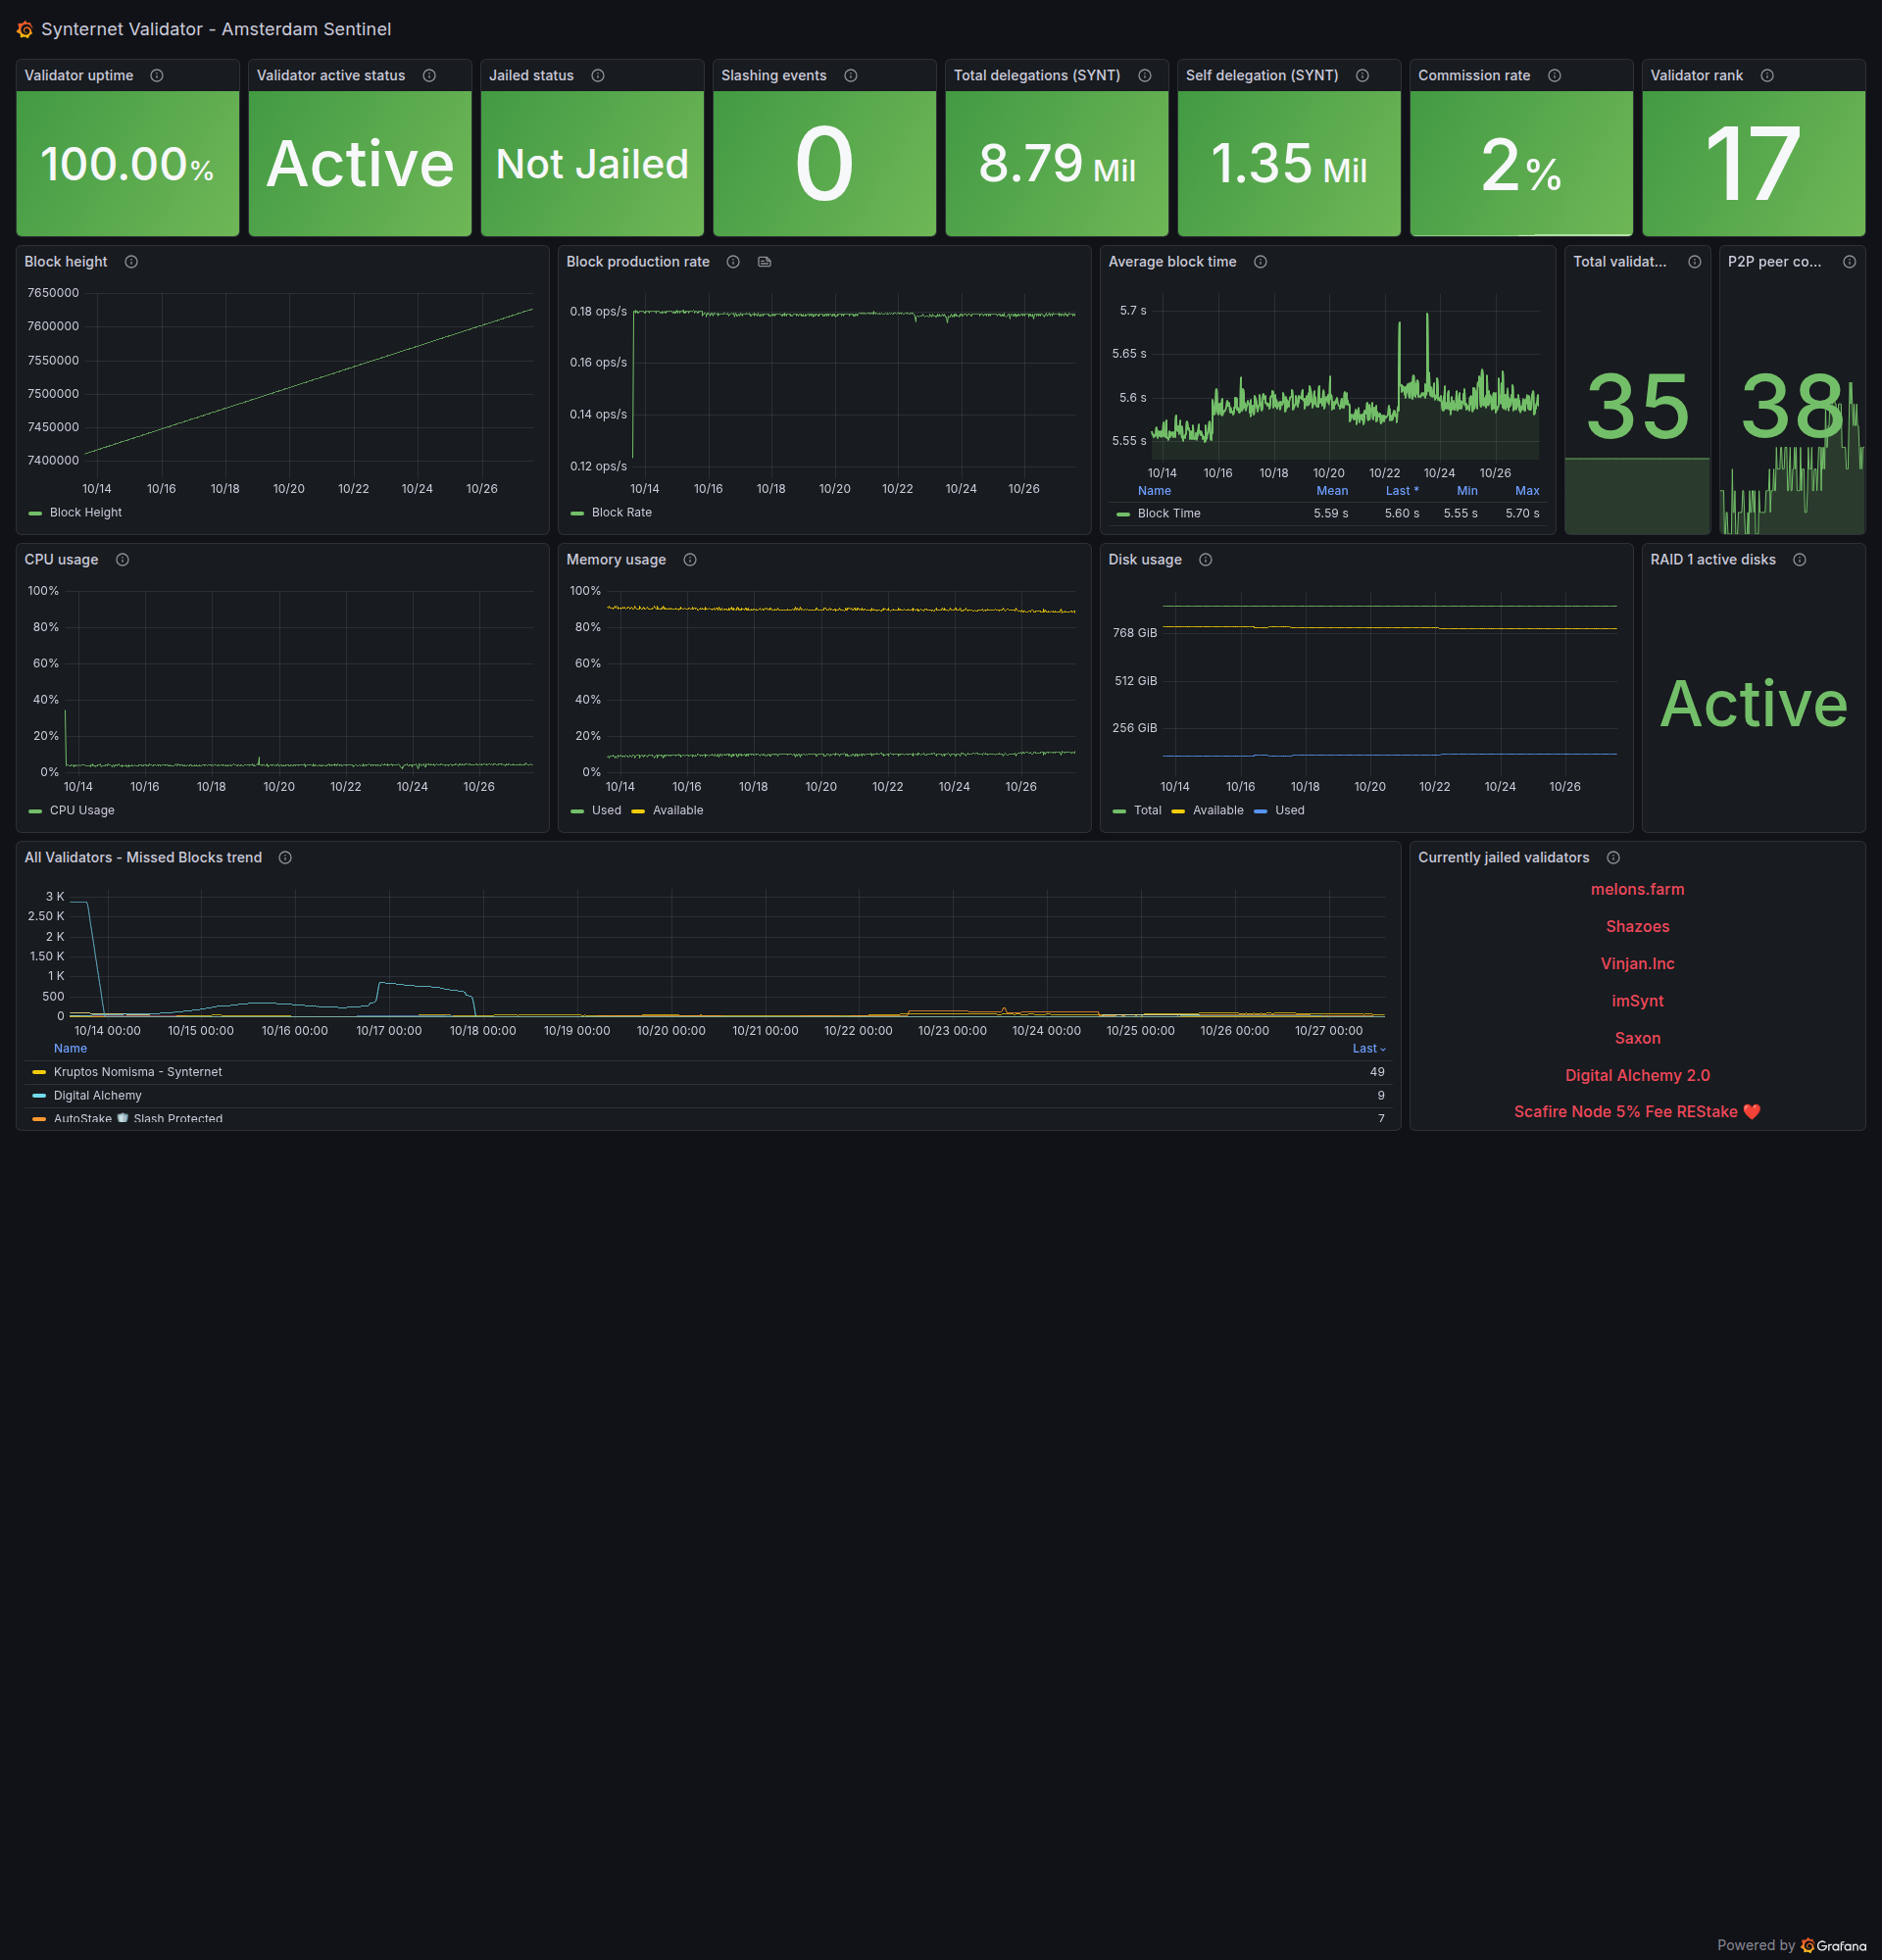 Synternet Validator - Amsterdam Sentinel
Validator uptime
100.00%
Validator active status
Active
Jailed status
Not Jailed
Slashing events
0
Total delegations (SYNT)
8.79 Mil
Self delegation (SYNT)
1.35 Mil
Commission rate
2%
Validator rank
17
Block height
7650000
7600000
7550000
7500000
7450000
7400000
10/14 10/16 10/18 10/20 10/22 10/24 10/26
Block Height
Block production rate
0.18 ops/s
0.16 ops/s
0.14 ops/s
0.12 ops/s
10/14 10/16 10/18 10/20 10/22 10/24 10/26
Block Rate
Average block time
5.7 s
5.65 s
5.6 s
5.55 s
10/14 10/16 10/18 10/20 10/22 10/24 10/26
Name Mean Last * Min Max
Block TIme 5.59 s 5.60 s 5.55 s 5.70 s
Total validat...
35
P2P peer co...
38
CPU usage
100%
80%
60%
40%
20%
0%
10/14 10/16 10/18 10/20 10/22 10/24 10/26
CPU Usage
Memory usage
100%
80%
60%
40%
20%
0%
10/14 10/16 10/18 10/20 10/22 10/24 10/26
Used Available
Disk usage
768 GiB
512 GiB
256 GiB
10/14 10/16 10/18 10/20 10/22 10/24 10/26
Total Available Used
RAID 1 active disks
Active
All Validators - Missed Blocks trend
3 K
2.50 K
2 K
1.50 K
1 K
500
0
10/14 00:00 10/15 00:00 10/16 00:00 10/17 00:00 10/18 00:00 10/19 00:00 10/20 00:00 10/21 00:00 10/22 00:00 10/23 00:00 10/24 00:00 10/25 00:00 10/26 00:00 10/27 00:00
Name Last
Kruptos Nomisma - Synternet 49
Digital Alchemy 9
AutoStake 🛡️ Slash Protected 7
Currently jailed validators
melons.farm
Shazoes
Vinjan.Inc
imSynt
Saxon
Digital Alchemy 2.0
Scafire Node 5% Fee REStake ❤️
Powered by Grafana